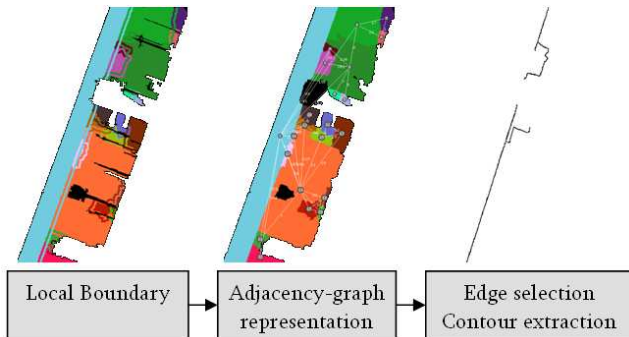 Local Boundary
Adjacency-graph
representation
Edge selection
Contour extraction